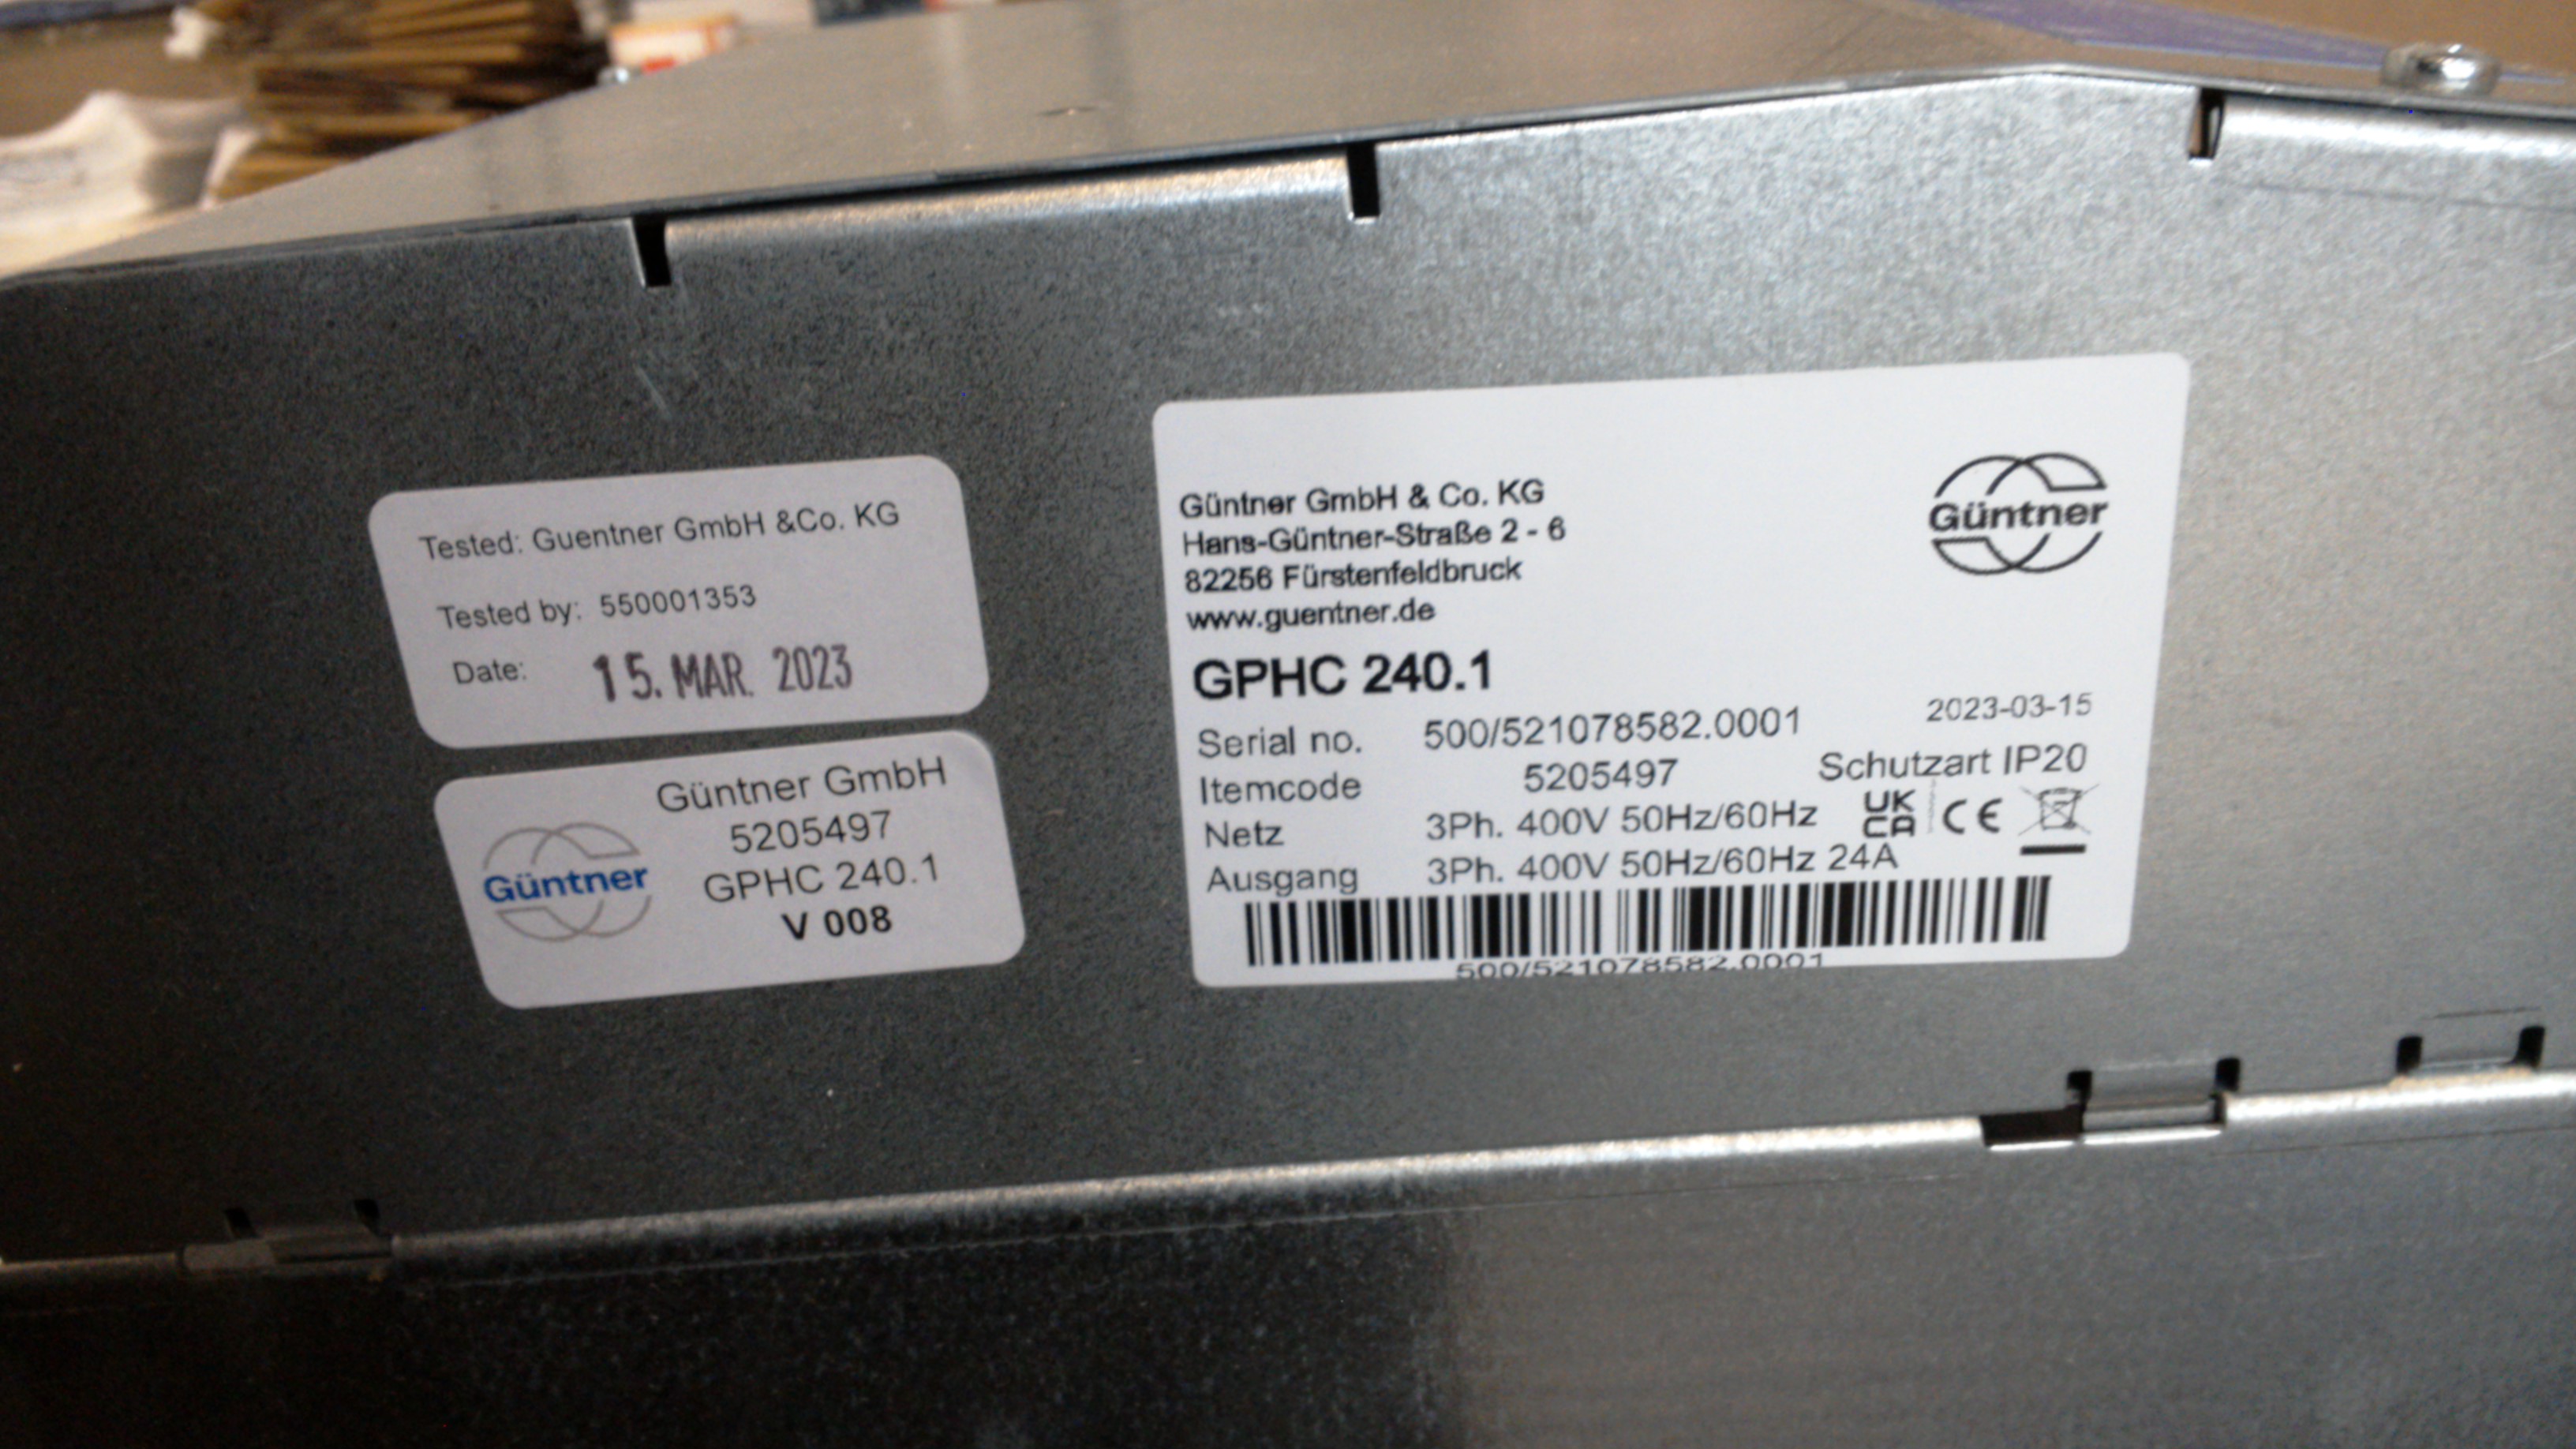 Tested: Guentner GmbH &Co. KG
Tested by: 550001353
Date: 15. MAR. 2023
Güntner GmbH
5205497
GPHC 240.1
V 008
Güntner
Güntner GmbH & Co. KG
Hans-Güntner-Straße 2 - 6
82256 Fürstenfeldbruck
www.guentner.de
Güntner
GPHC 240.1
Serial no. 500/521078582.0001 2023-03-15
Itemcode 5205497 Schutzart IP20
Netz 3Ph. 400V 50Hz/60Hz UK CA CE
Ausgang 3Ph. 400V 50Hz/60Hz 24A
500/521078582.0001